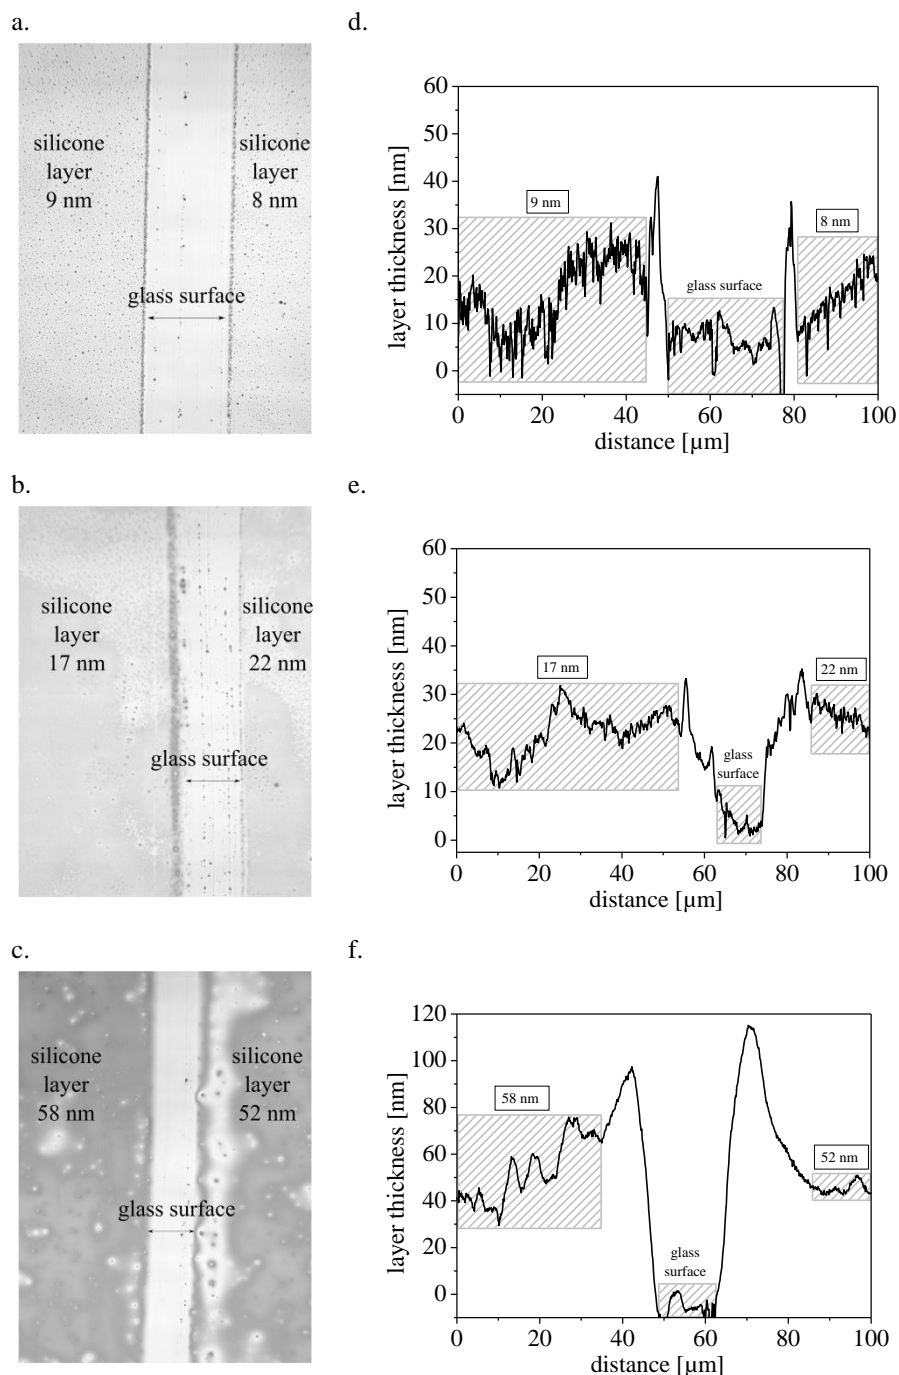 a.
silicone
layer
9 nm
silicone
layer
8 nm
glass surface
d.
60
50
40
30
20
10
0
layer thickness [nm]
9 nm
glass surface
8 nm
0 20 40 60 80 100
distance [µm]
b.
silicone
layer
17 nm
silicone
layer
22 nm
glass surface
e.
60
50
40
30
20
10
0
layer thickness [nm]
17 nm
glass
surface
22 nm
0 20 40 60 80 100
distance [µm]
c.
silicone
layer
58 nm
silicone
layer
52 nm
glass surface
f.
120
100
80
60
40
20
0
layer thickness [nm]
58 nm
glass
surface
52 nm
0 20 40 60 80 100
distance [µm]